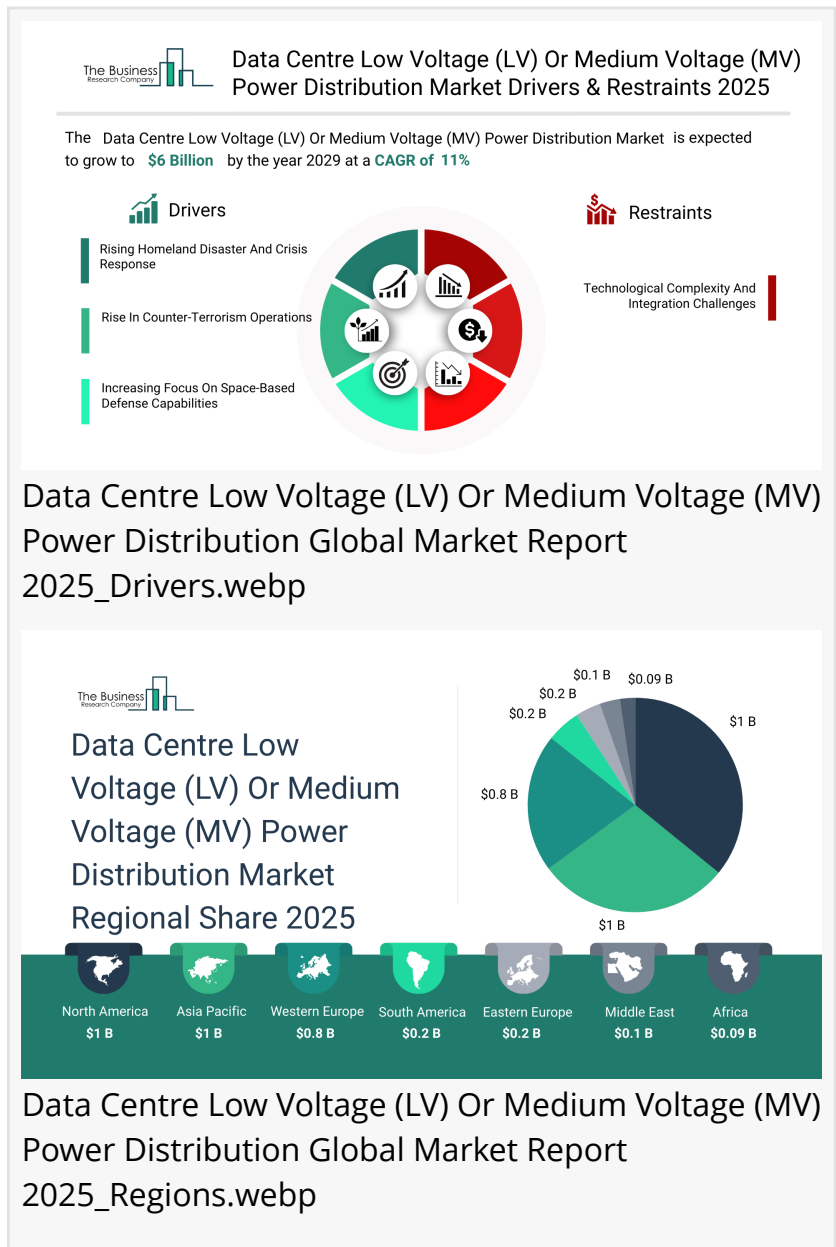 The Business
Research Company
Data Centre Low Voltage (LV) Or Medium Voltage (MV)
Power Distribution Market Drivers & Restraints 2025
The Data Centre Low Voltage (LV) Or Medium Voltage (MV) Power Distribution Market is expected
to grow to $6 Billion by the year 2029 at a CAGR of 11%
Drivers
Rising Homeland Disaster And Crisis
Response
Rise In Counter-Terrorism Operations
Increasing Focus On Space-Based
Defense Capabilities
Restraints
Technological Complexity And
Integration Challenges
Data Centre Low Voltage (LV) Or Medium Voltage (MV)
Power Distribution Global Market Report
2025_Drivers.webp
The Business
Research Company
Data Centre Low
Voltage (LV) Or Medium
Voltage (MV) Power
Distribution Market
Regional Share 2025
$0.1 B
$0.09 B
$0.2 B
$0.2 B
$1 B
$0.8 B
$1 B
North America
$1 B
Asia Pacific
$1 B
Western Europe
$0.8 B
South America
$0.2 B
Eastern Europe
$0.2 B
Middle East
$0.1 B
Africa
$0.09 B
Data Centre Low Voltage (LV) Or Medium Voltage (MV)
Power Distribution Global Market Report
2025_Regions.webp